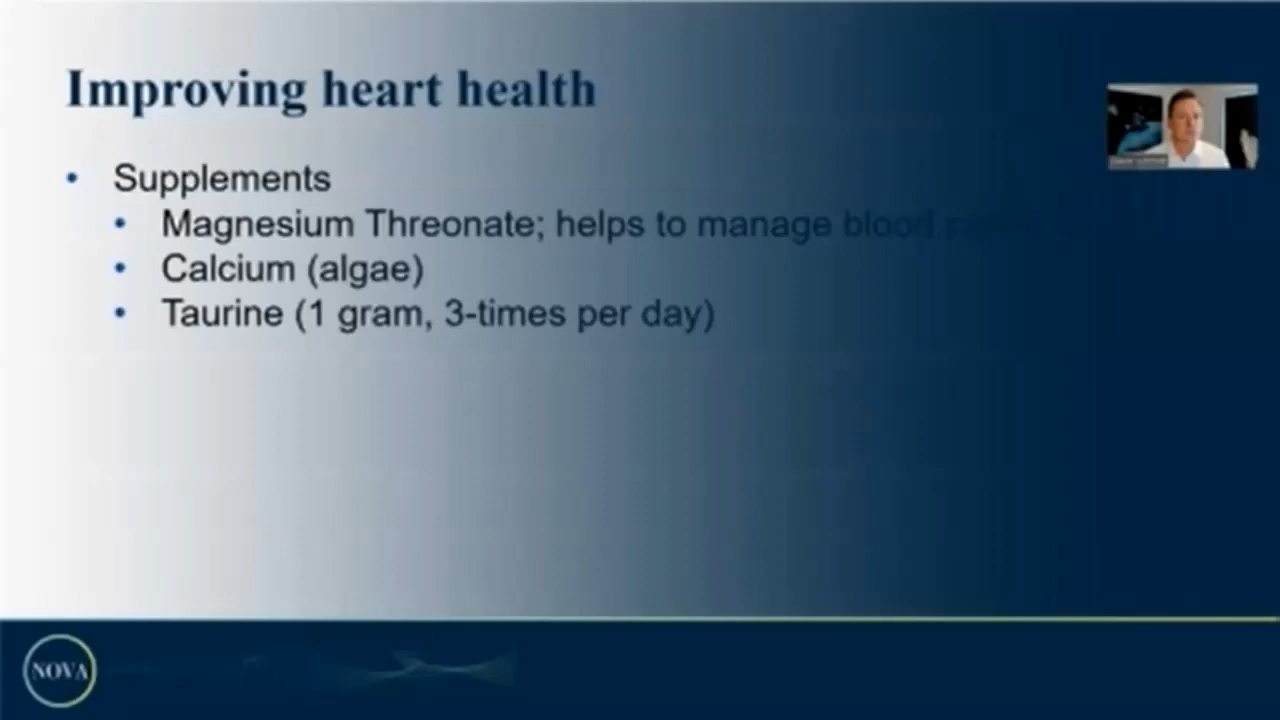 Improving heart health
• Supplements
• Magnesium Threonate; helps to manage blood
• Calcium (algae)
• Taurine (1 gram, 3-times per day)
NOVA